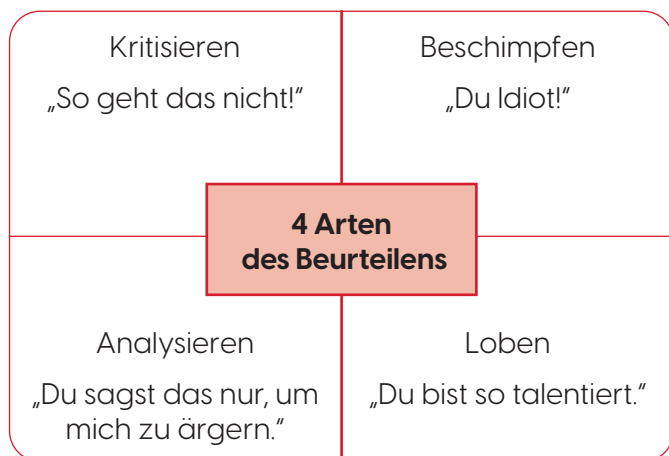 Kritisieren
„So geht das nicht!“
Beschimpfen
„Du Idiot!“
4 Arten
des Beurteilens
Analysieren
„Du sagst das nur, um
mich zu ärgern.“
Loben
„Du bist so talentiert.“